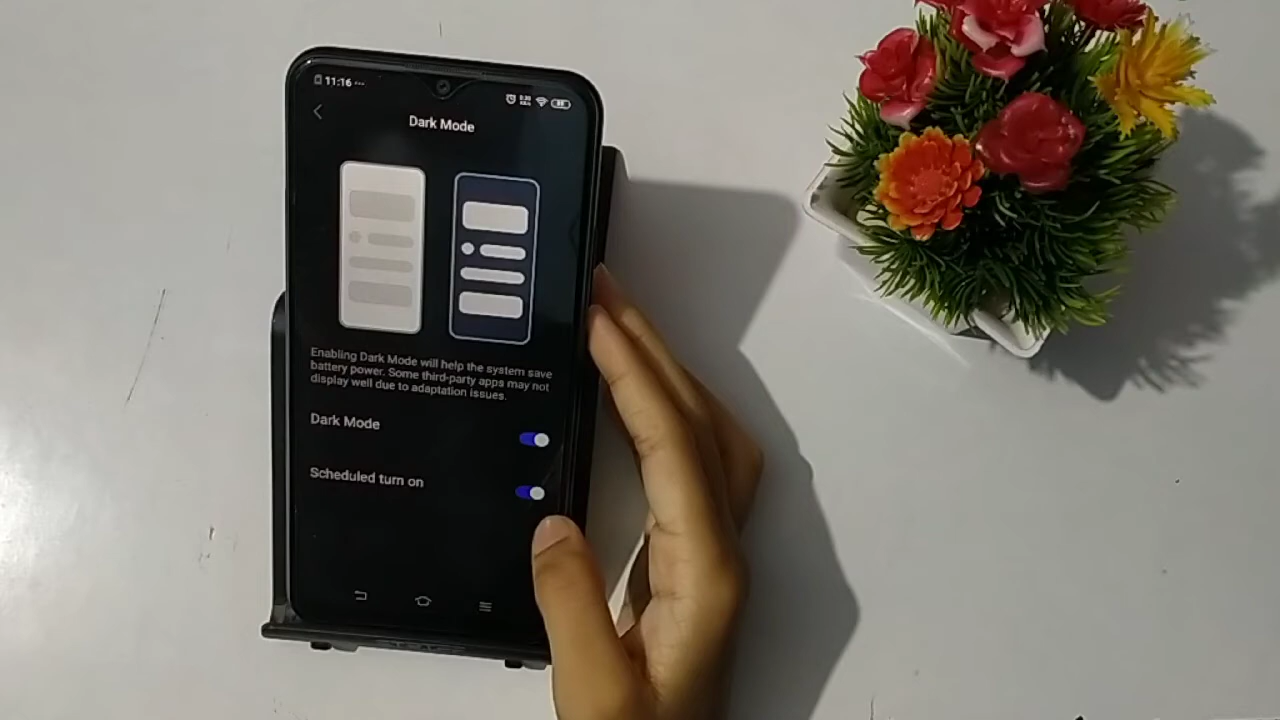 11:16 ...
Dark Mode
Enabling Dark Mode will help the system save
battery power. Some third-party apps may not
display well due to adaptation issues.
Dark Mode
Scheduled turn on